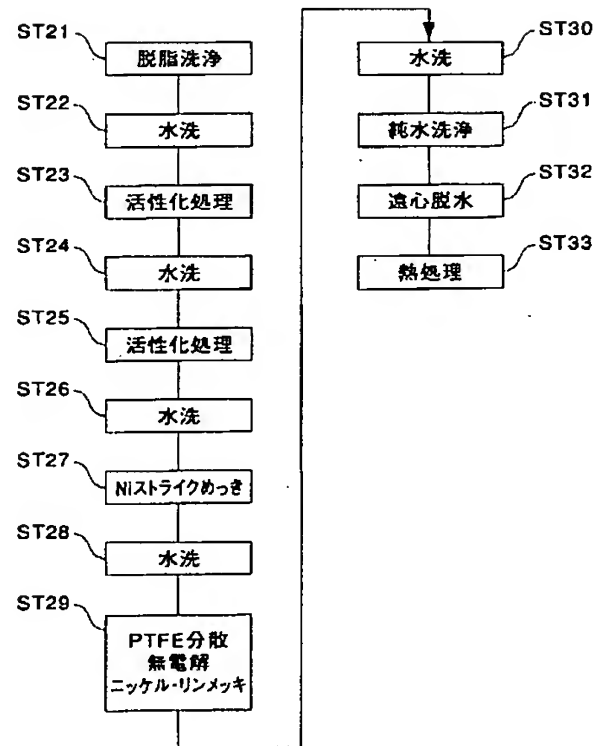 ST21
脱脂洗浄
ST22
水洗
ST23
活性化処理
ST24
水洗
ST25
活性化処理
ST26
水洗
ST27
Niストライクめっき
ST28
水洗
ST29
PTFE分散
無電解
ニッケル・リンメッキ
ST30
水洗
ST31
純水洗浄
ST32
遠心脱水
ST33
熱処理